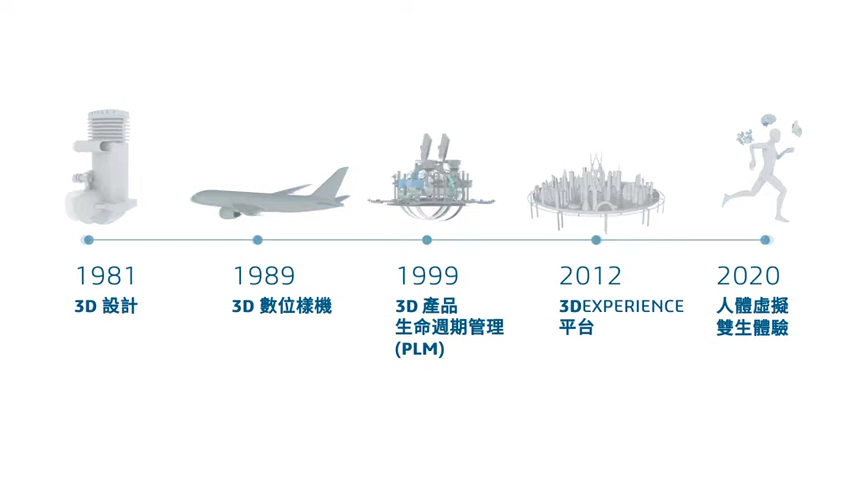 1981
3D 設計
1989
3D 數位樣機
1999
3D 產品
生命週期管理
(PLM)
2012
3DEXPERIENCE
平台
2020
人體虛擬
雙生體驗